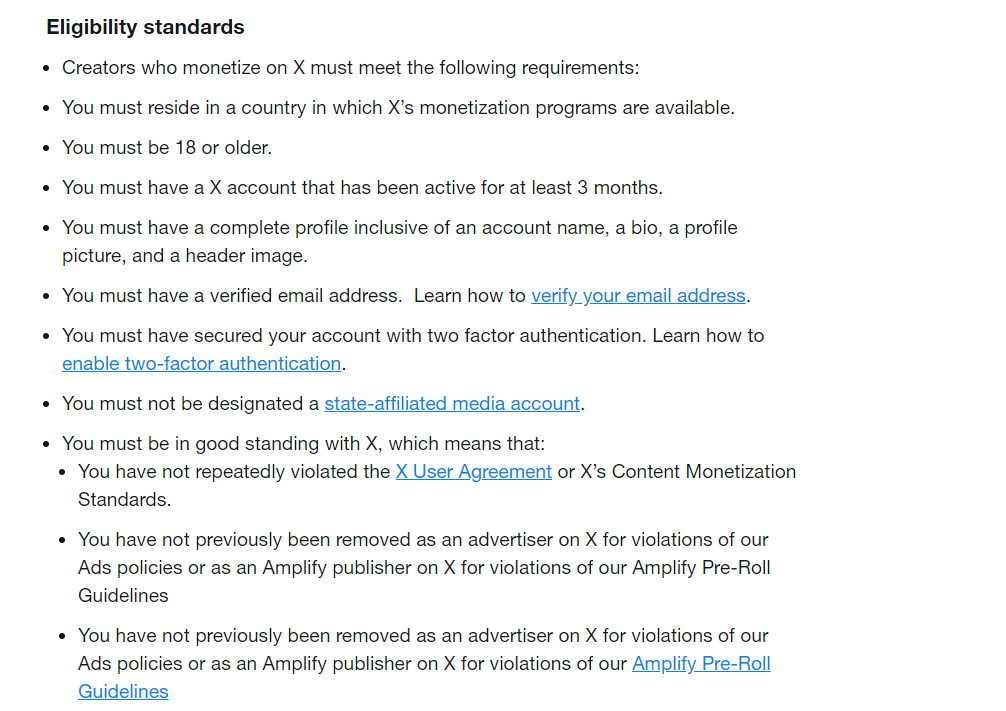 Eligibility standards
Creators who monetize on X must meet the following requirements:
You must reside in a country in which X’s monetization programs are available.
You must be 18 or older.
You must have a X account that has been active for at least 3 months.
You must have a complete profile inclusive of an account name, a bio, a profile
picture, and a header image.
You must have a verified email address.  Learn how to verify your email address.
You must have secured your account with two factor authentication. Learn how to
enable two-factor authentication.
You must not be designated a state-affiliated media account.
You must be in good standing with X, which means that:
You have not repeatedly violated the X User Agreement or X’s Content Monetization
Standards.
You have not previously been removed as an advertiser on X for violations of our
Ads policies or as an Amplify publisher on X for violations of our Amplify Pre-Roll
Guidelines
You have not previously been removed as an advertiser on X for violations of our
Ads policies or as an Amplify publisher on X for violations of our Amplify Pre-Roll
Guidelines